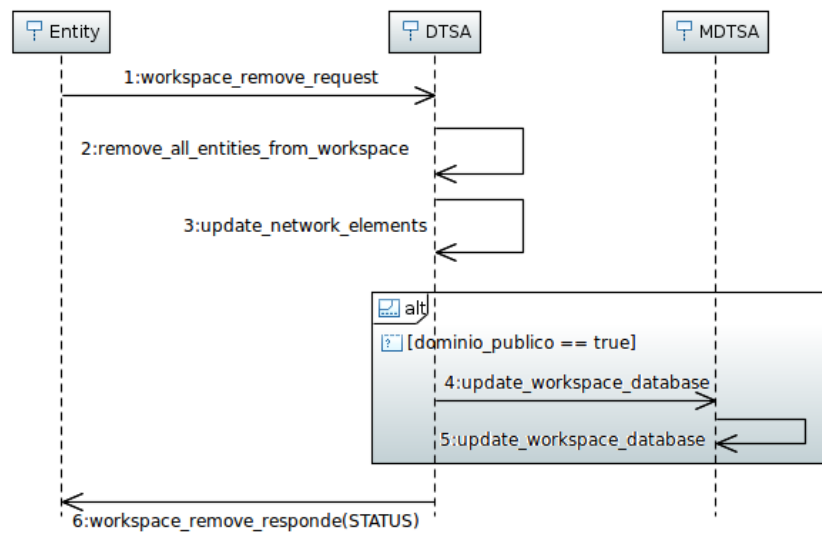 Entity
DTSA
MDTSA
1:workspace_remove_request
2:remove_all_entities_from_workspace
3:update_network_elements
alt
[dominio_publico == true]
4:update_workspace_database
5:update_workspace_database
6:workspace_remove_responde(STATUS)